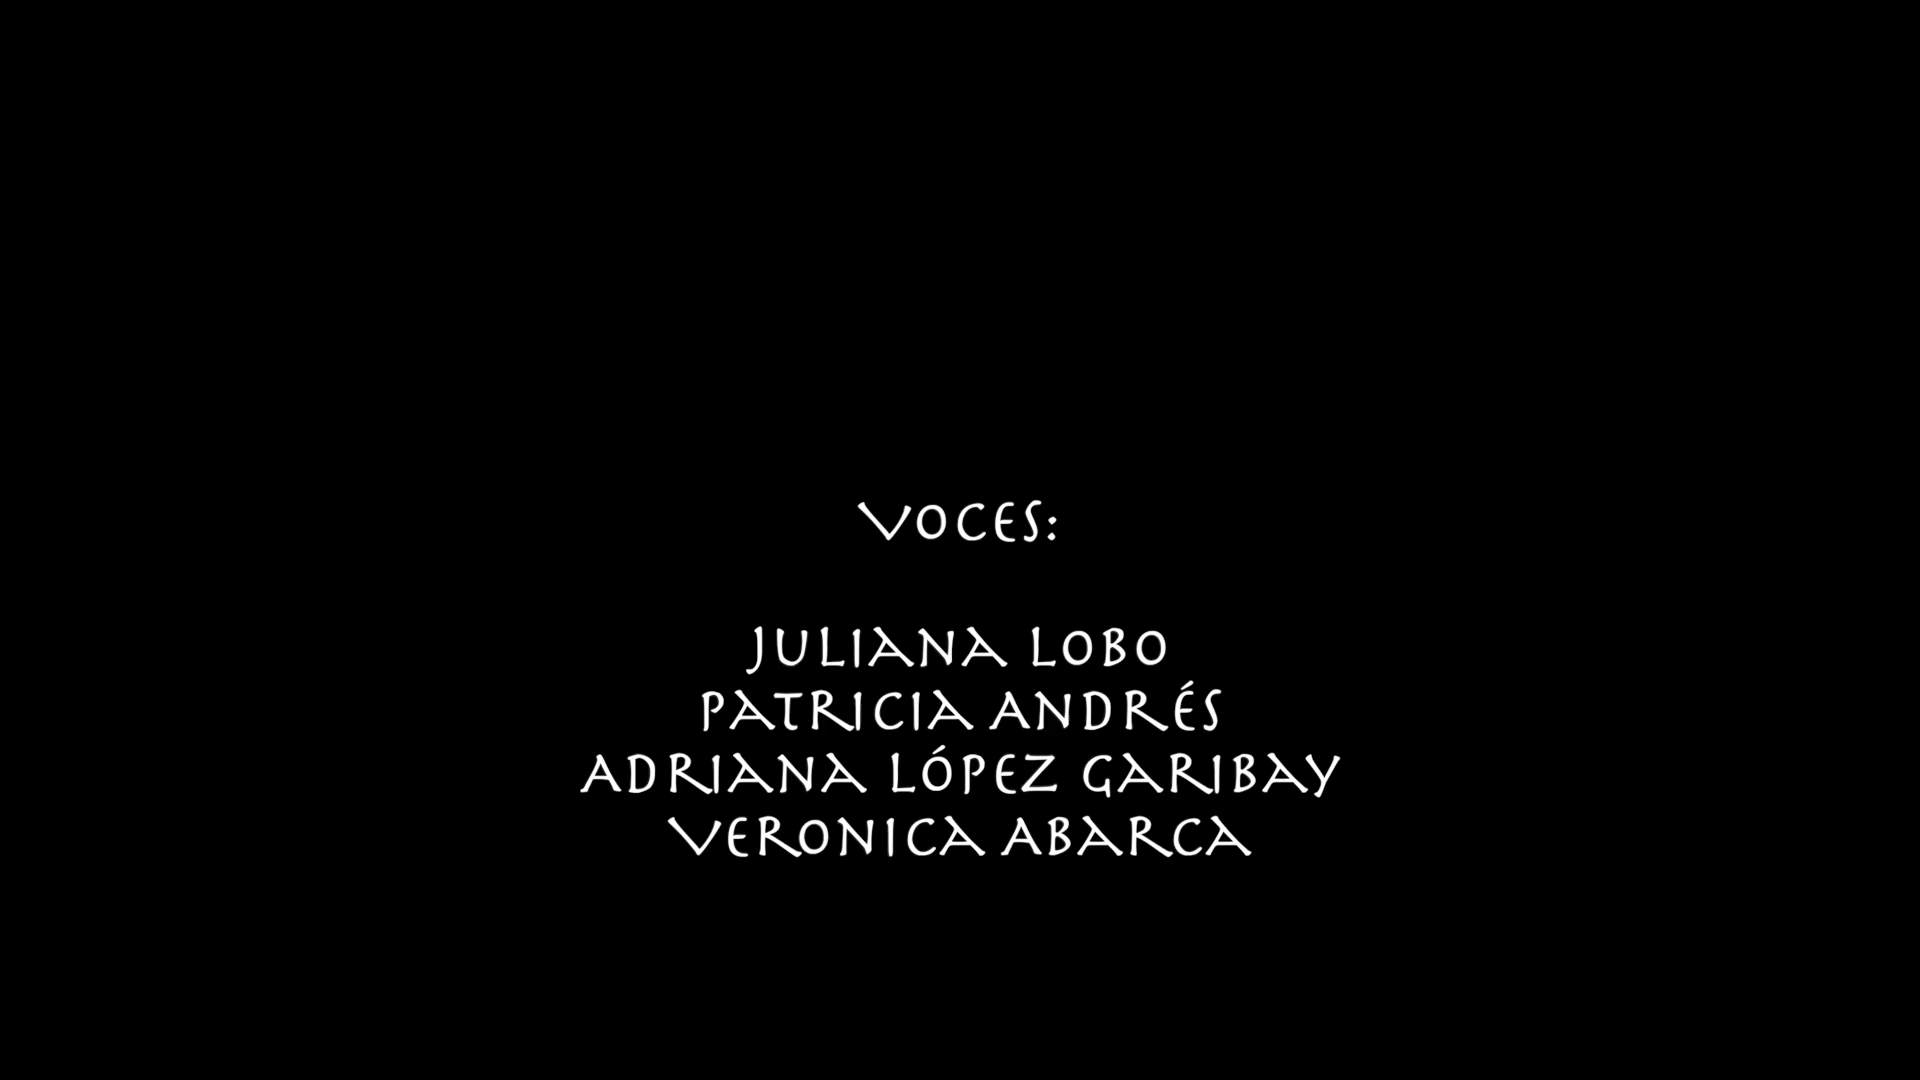 Voces:
Juliana Lobo
Patricia Andrés
Adriana López Garibay
Veronica Abarca